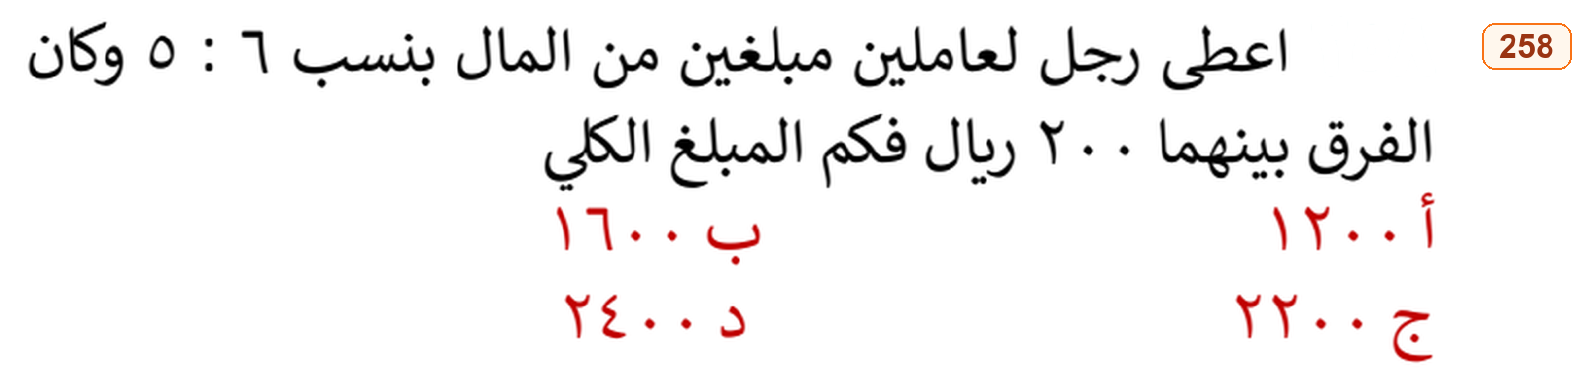 258
اعطى رجل لعاملين مبلغين من المال بنسب ٦ : ٥ وكان
الفرق بينهما ٢٠٠ ريال فكم المبلغ الكلي
أ ١٢٠٠ ب ١٦٠٠
ج ٢٢٠٠ د ٢٤٠٠